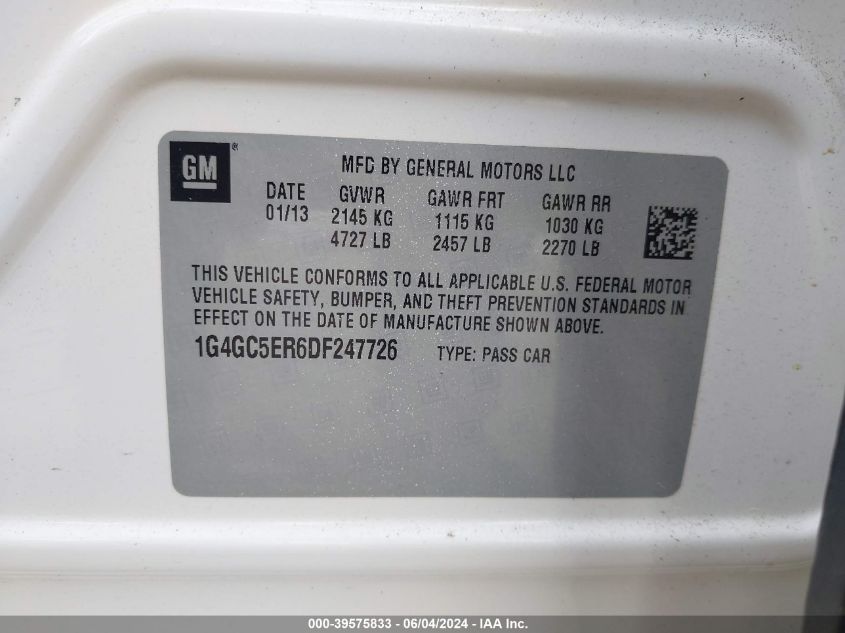 GM ®
MFD BY GENERAL MOTORS LLC
DATE GVWR GAWR FRT GAWR RR
01/13 2145 KG 1115 KG 1030 KG
4727 LB 2457 LB 2270 LB
THIS VEHICLE CONFORMS TO ALL APPLICABLE U.S. FEDERAL MOTOR
VEHICLE SAFETY, BUMPER, AND THEFT PREVENTION STANDARDS IN
EFFECT ON THE DATE OF MANUFACTURE SHOWN ABOVE.
1G4GC5ER6DF247726 TYPE: PASS CAR
000-39575833 - 06/04/2024 - IAA Inc.